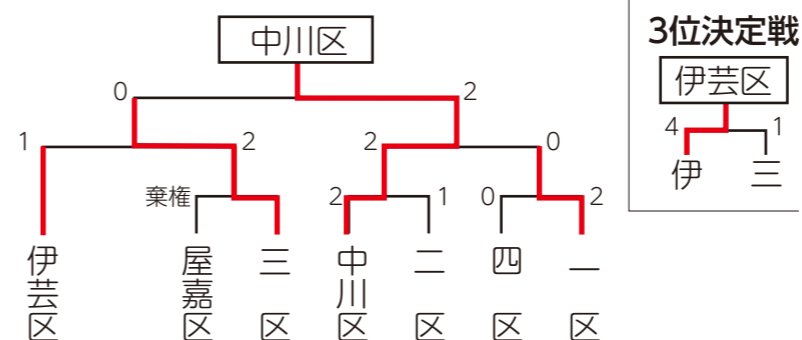 中川区
0 2
1 2 2 0
棄権 2 1 0 2
伊芸区
屋嘉区
三区
中川区
二区
四区
一区
3位決定戦
伊芸区
4 1
伊 三